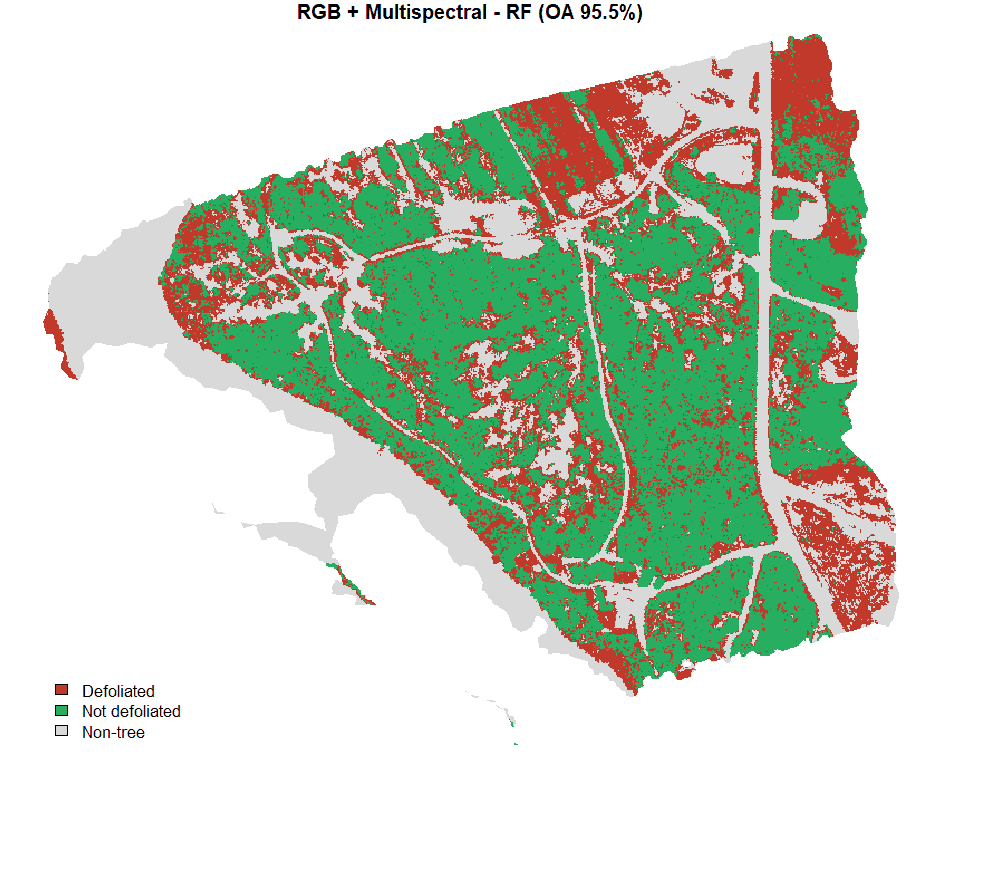 RGB + Multispectral - RF (OA 95.5%)
Defoliated
Not defoliated
Non-tree